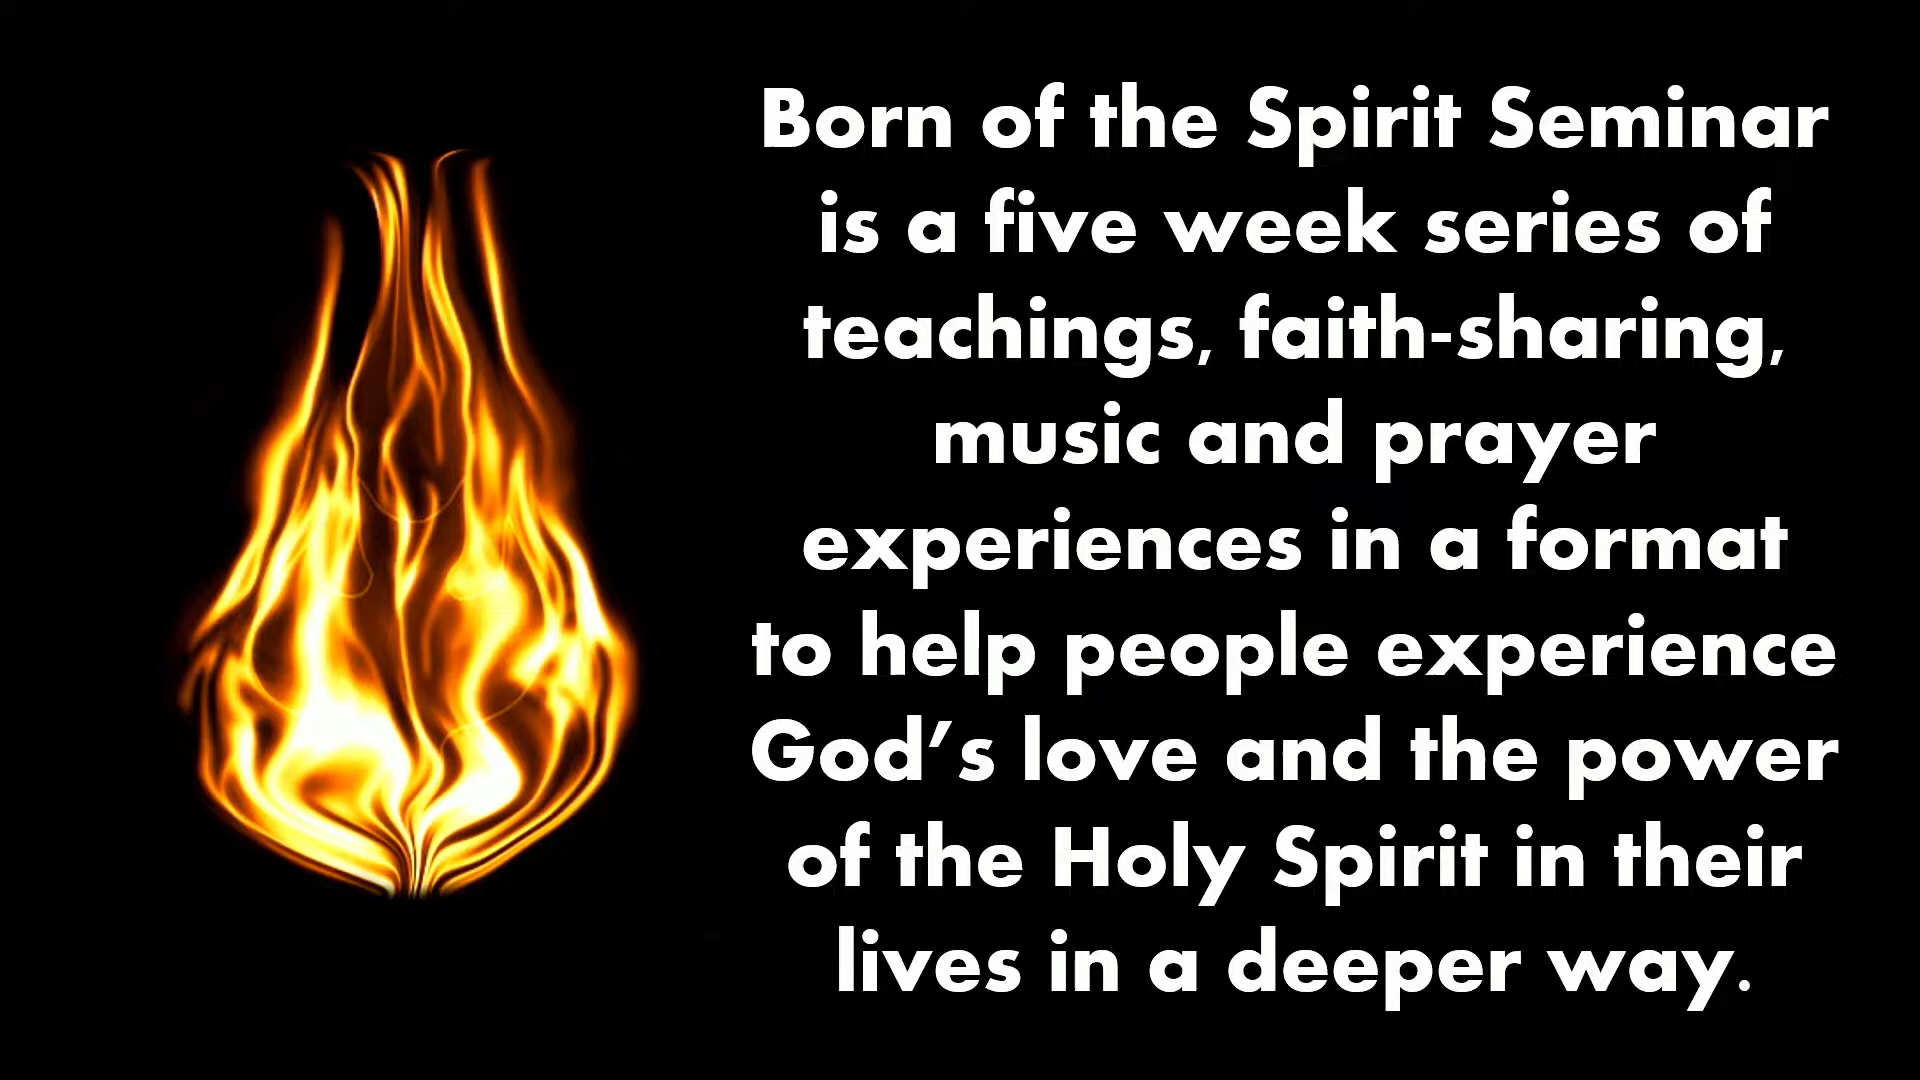 Born of the Spirit Seminar
is a five week series of
teachings, faith-sharing,
music and prayer
experiences in a format
to help people experience
God’s love and the power
of the Holy Spirit in their
lives in a deeper way.